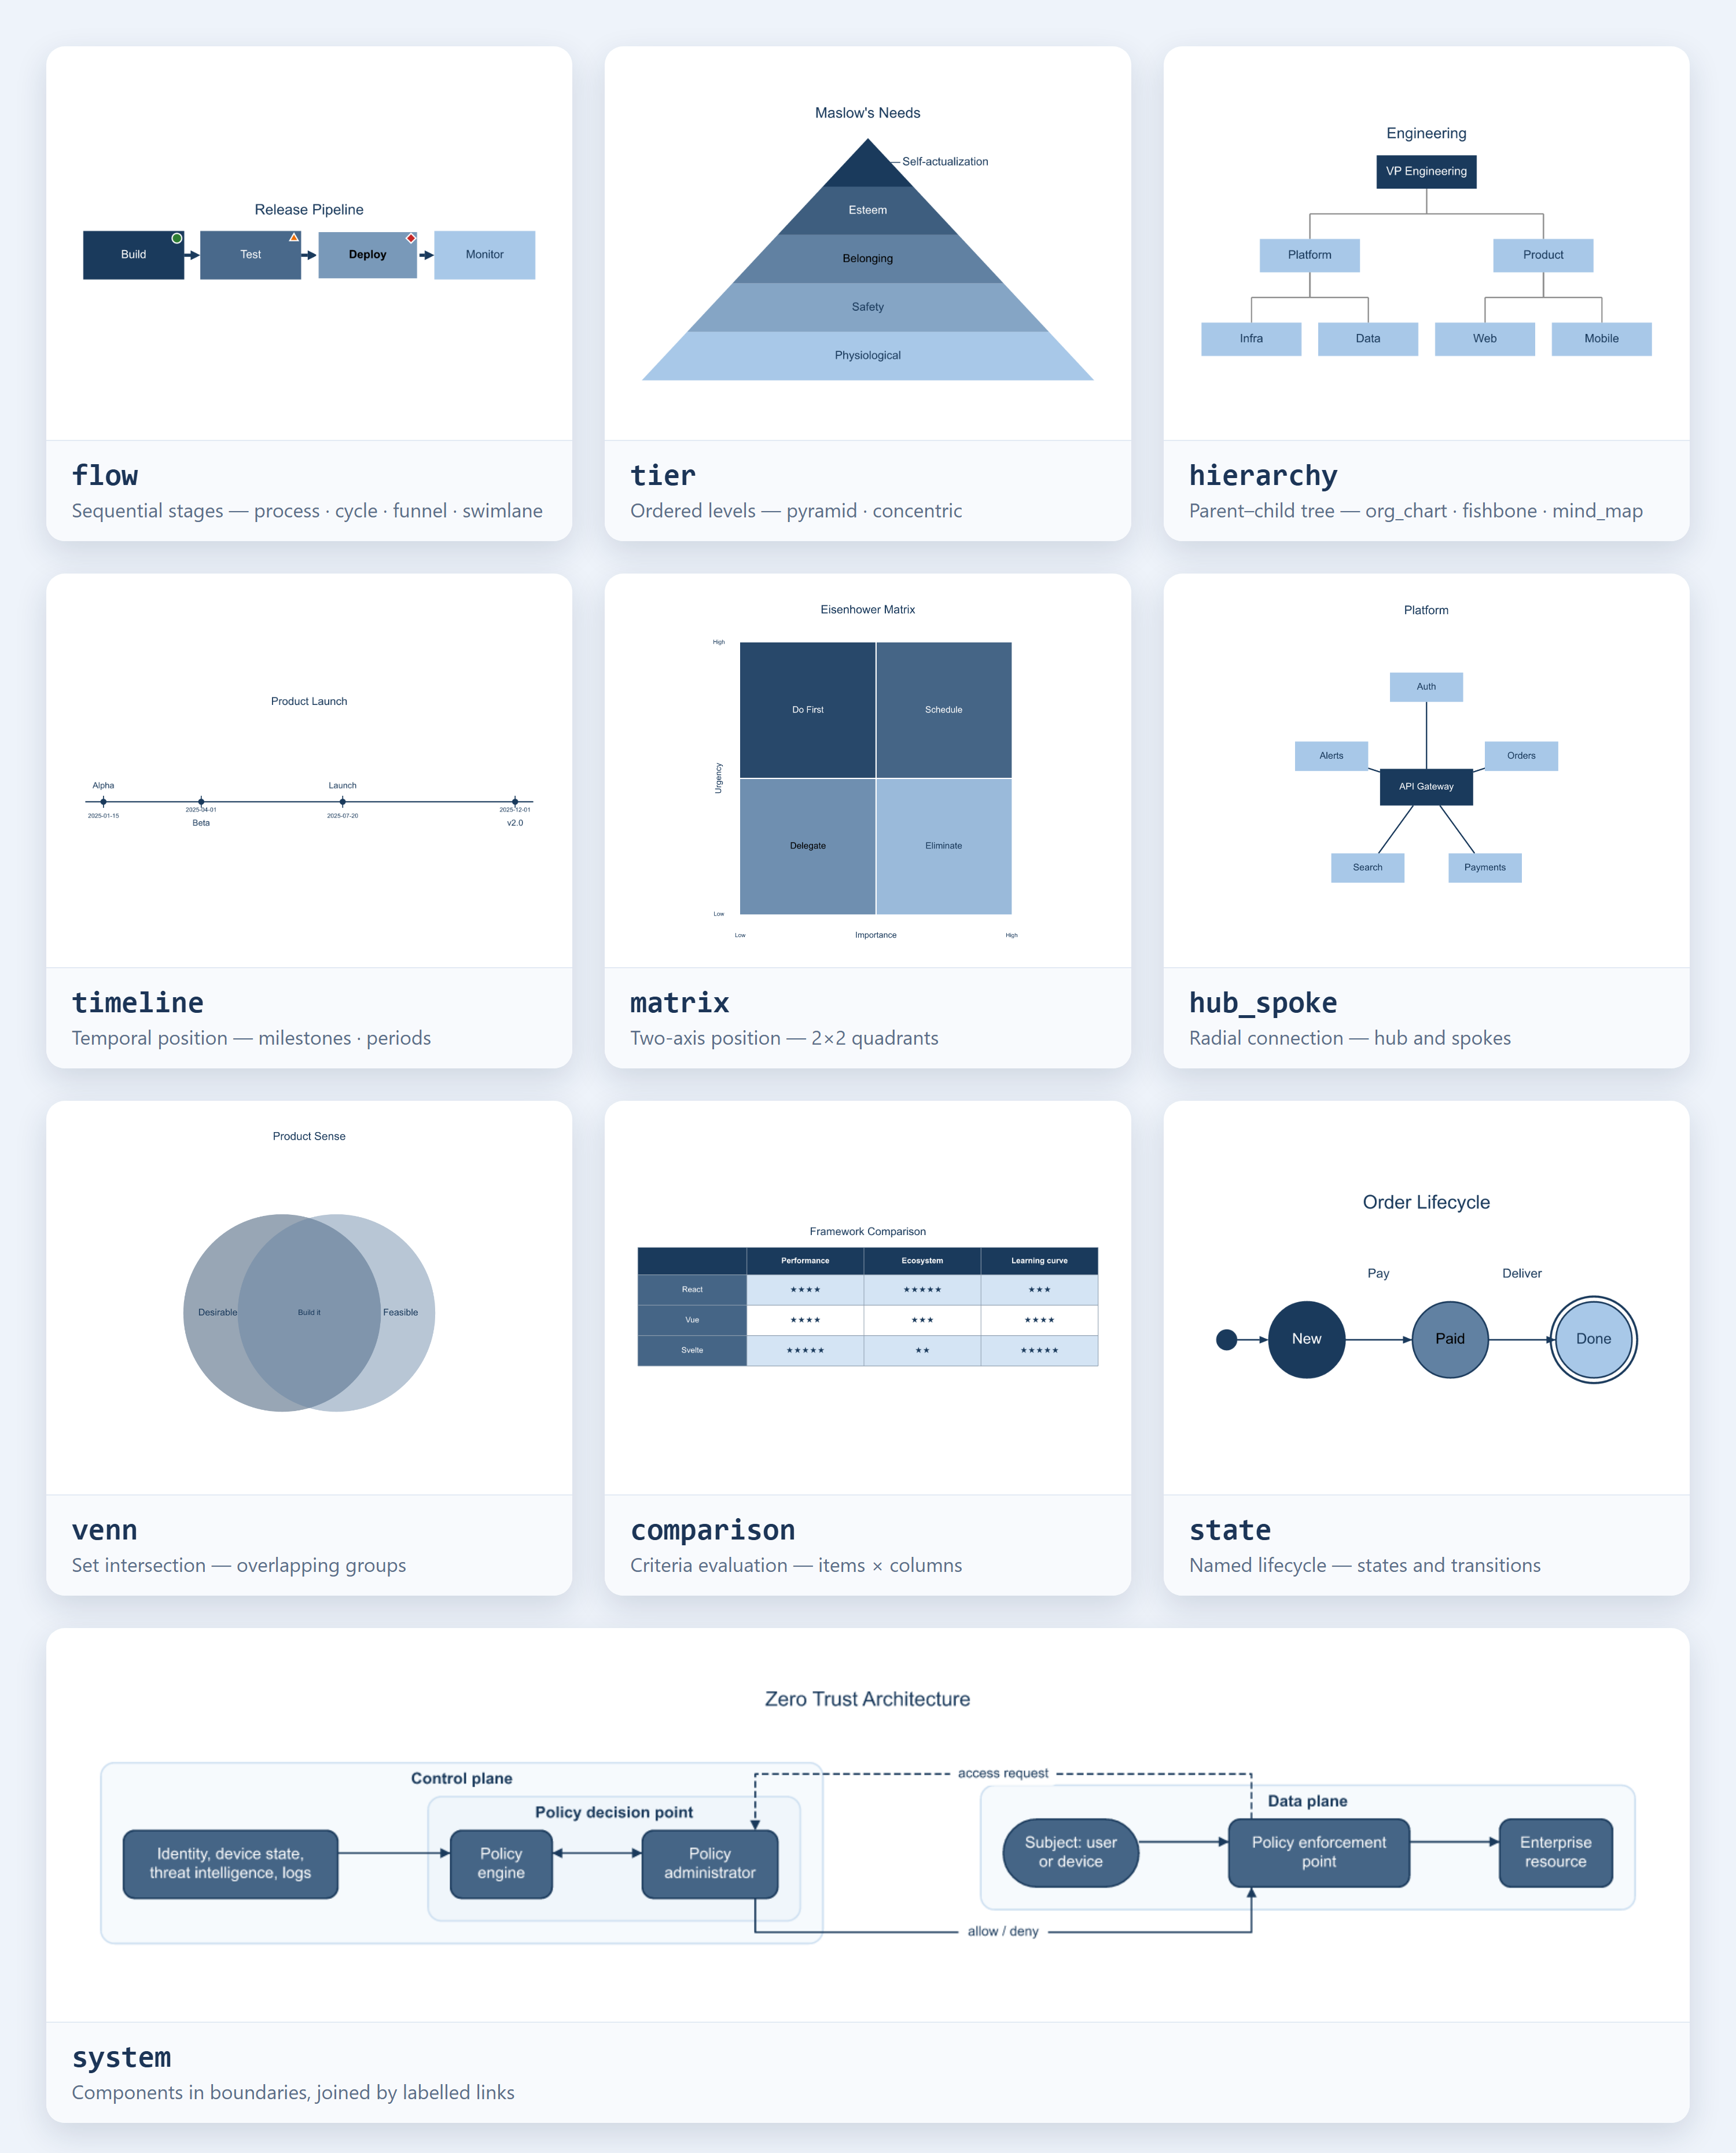 Release Pipeline
Build
Test
Deploy
Monitor
flow
Sequential stages — process · cycle · funnel · swimlane
Maslow's Needs
Self-actualization
Esteem
Belonging
Safety
Physiological
tier
Ordered levels — pyramid · concentric
Engineering
VP Engineering
Platform
Product
Infra
Data
Web
Mobile
hierarchy
Parent–child tree — org_chart · fishbone · mind_map
Product Launch
Alpha
Launch
2025-01-15
2025-04-01
2025-07-20
2025-12-01
Beta
v2.0
timeline
Temporal position — milestones · periods
Eisenhower Matrix
High
Do First
Schedule
Urgency
Delegate
Eliminate
Low
Low
Importance
High
matrix
Two-axis position — 2×2 quadrants
Platform
Auth
Alerts
Orders
API Gateway
Search
Payments
hub_spoke
Radial connection — hub and spokes
Product Sense
Desirable
Build it
Feasible
venn
Set intersection — overlapping groups
Framework Comparison
Performance
Ecosystem
Learning curve
React
★★★★
★★★★★
★★★
Vue
★★★★
★★★
★★★★
Svelte
★★★★★
★★
★★★★★
comparison
Criteria evaluation — items × columns
Order Lifecycle
Pay
Deliver
New
Paid
Done
state
Named lifecycle — states and transitions
Zero Trust Architecture
Control plane
access request
Policy decision point
Data plane
Identity, device state,
threat intelligence, logs
Policy
engine
Policy
administrator
Subject: user
or device
Policy enforcement
point
Enterprise
resource
allow / deny
system
Components in boundaries, joined by labelled links